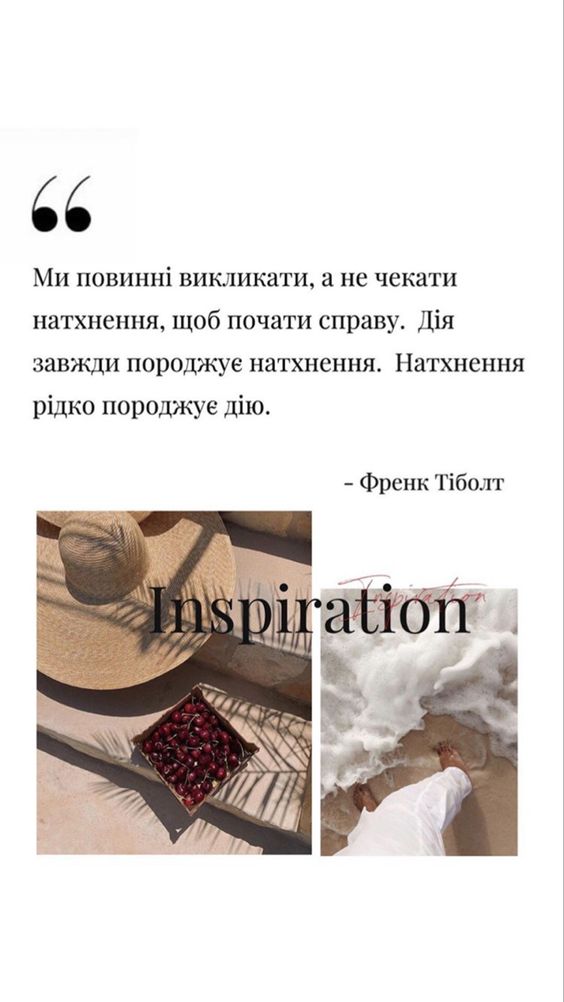 “
Ми повинні викликати, а не чекати
натхнення, щоб почати справу. Дія
завжди породжує натхнення. Натхнення
рідко породжує дію.
- Френк Тіболт
Inspiration
Inspiration